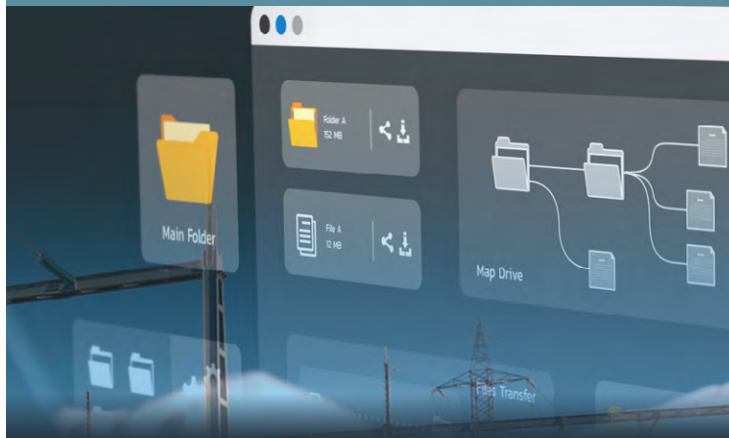 Folder A
152 MB
Main Folder
File A
12 MB
Map Drive
Files Transfer